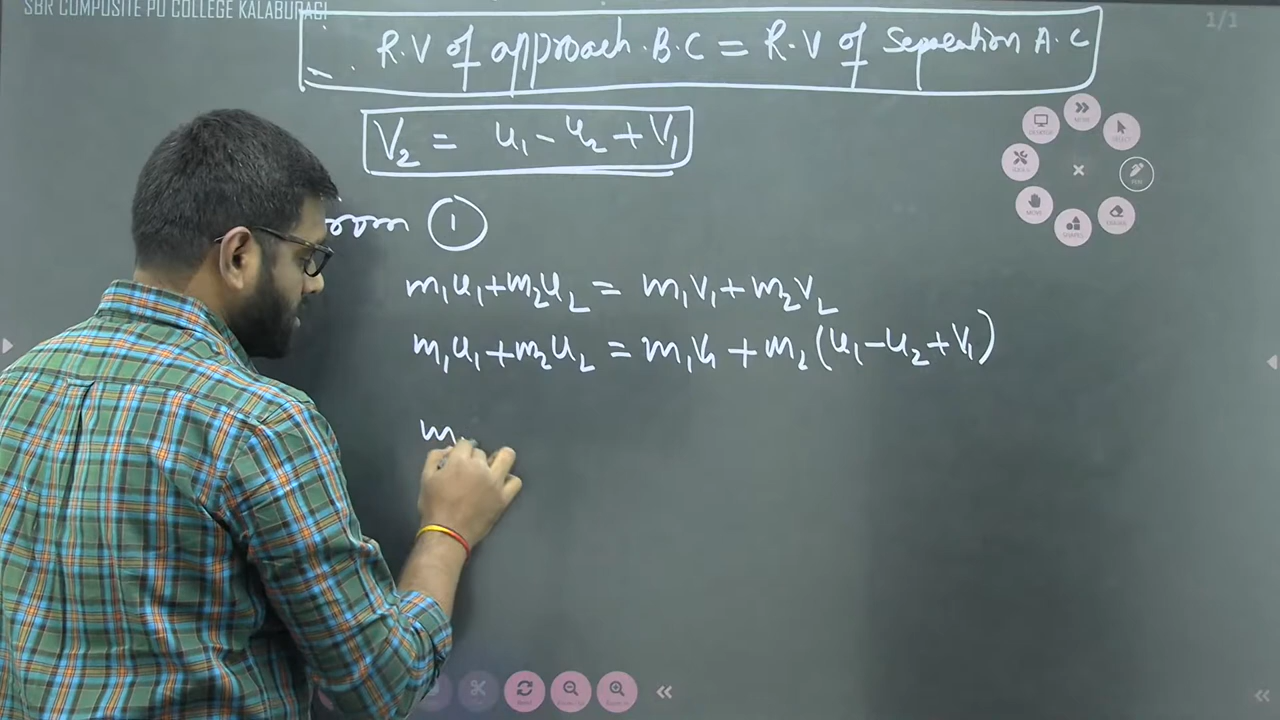 SBR COMPOSITE PU COLLEGE KALABURAGI
1/1
∴ R.V of approach.B.C = R.V of Separation A.C
V₂ = u₁ - u₂ + V₁
rom ①
m₁u₁+m₂u₂ = m₁V₁+m₂V₂
m₁u₁+m₂u₂ = m₁V₁ + m₂(u₁-u₂+V₁)
m